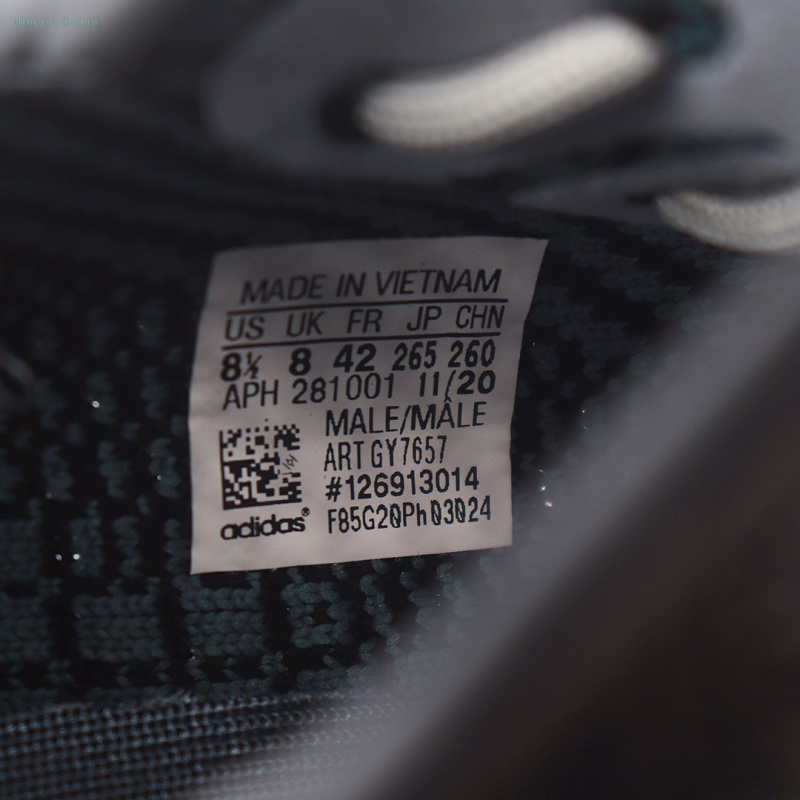 MADE IN VIETNAM
US UK FR JP CHN
8½ 8 42 265 260
APH 281001 11/20
MALE/MÂLE
ART GY7657
#126913014
adidas®
F85G20Ph03024